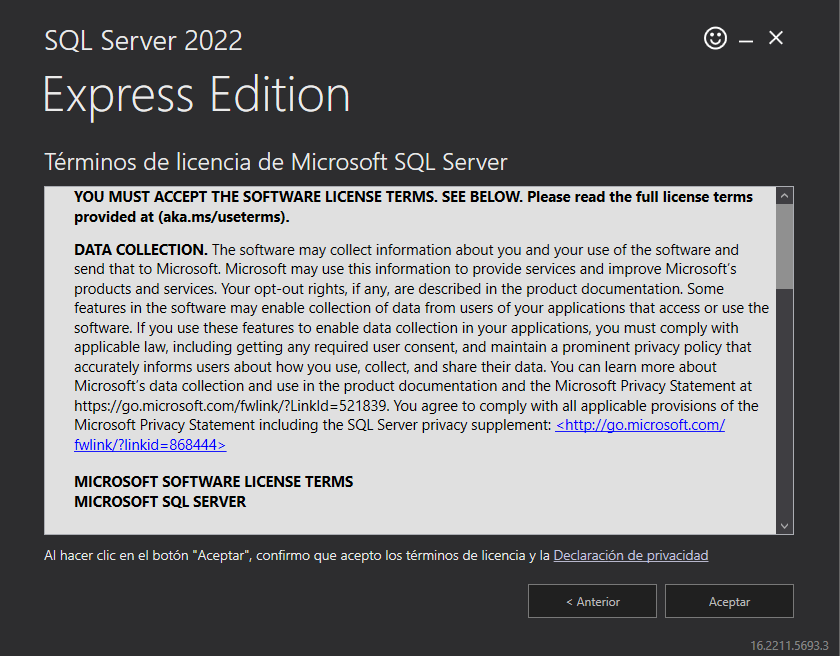 SQL Server 2022
Express Edition
Términos de licencia de Microsoft SQL Server
YOU MUST ACCEPT THE SOFTWARE LICENSE TERMS. SEE BELOW. Please read the full license terms
provided at (aka.ms/useterms).
DATA COLLECTION. The software may collect information about you and your use of the software and
send that to Microsoft. Microsoft may use this information to provide services and improve Microsoft’s
products and services. Your opt-out rights, if any, are described in the product documentation. Some
features in the software may enable collection of data from users of your applications that access or use the
software. If you use these features to enable data collection in your applications, you must comply with
applicable law, including getting any required user consent, and maintain a prominent privacy policy that
accurately informs users about how you use, collect, and share their data. You can learn more about
Microsoft’s data collection and use in the product documentation and the Microsoft Privacy Statement at
https://go.microsoft.com/fwlink/?LinkId=521839. You agree to comply with all applicable provisions of the
Microsoft Privacy Statement including the SQL Server privacy supplement: <http://go.microsoft.com/
fwlink/?linkid=868444>
MICROSOFT SOFTWARE LICENSE TERMS
MICROSOFT SQL SERVER
Al hacer clic en el botón "Aceptar", confirmo que acepto los términos de licencia y la Declaración de privacidad
< Anterior
Aceptar
16.2211.5693.3